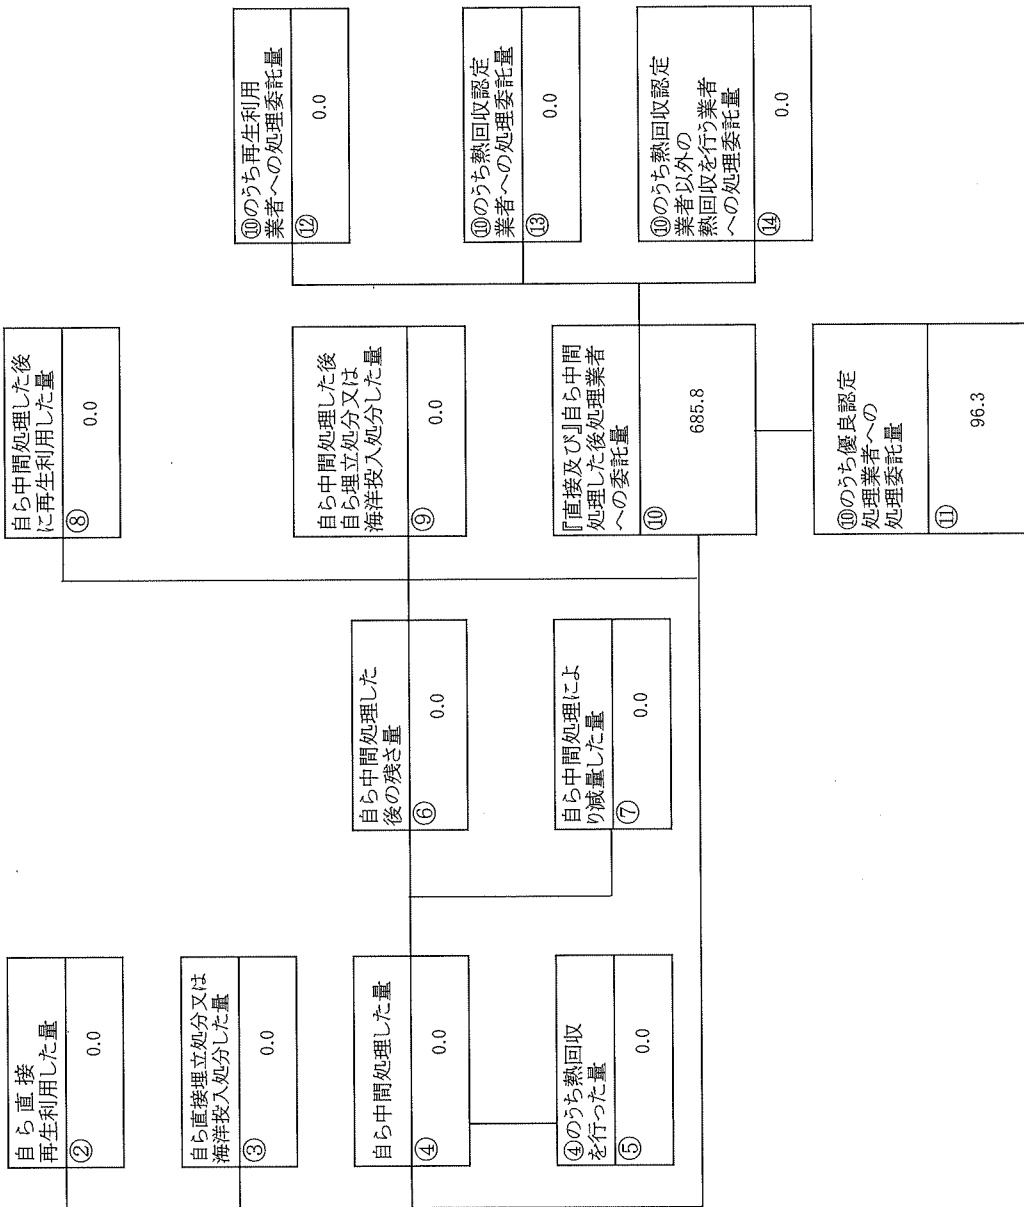 自ら直接
再生利用した量
②
0.0
自ら直接埋立処分又は
海洋投入処分した量
③
0.0
自ら中間処理した量
④
0.0
④のうち熱回収
を行った量
⑤
0.0
自ら中間処理した
後の残さ量
⑥
0.0
自ら中間処理によ
り減量した量
⑦
0.0
自ら中間処理した後
に再生利用した量
⑧
0.0
自ら中間処理した後
自ら埋立処分又は
海洋投入処分した量
⑨
0.0
『直接及び』自ら中間
処理した後処理業者
への委託量
⑩
685.8
⑩のうち優良認定
処理業者への
処理委託量
⑪
96.3
⑩のうち再生利用
業者への処理委託量
⑫
0.0
⑩のうち熱回収認定
業者への処理委託量
⑬
0.0
⑩のうち熱回収認定
業者以外の
熱回収を行う業者
への処理委託量
⑭
0.0